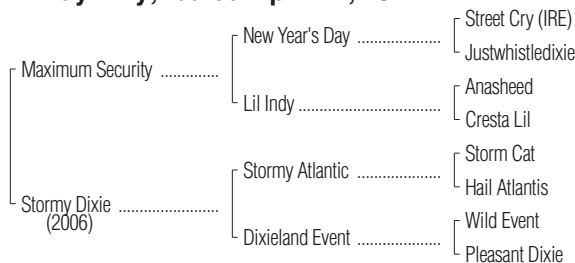 Street Cry (IRE)
New Year's Day ......................
Justwhistledixie
Maximum Security ...............
Anasheed
Lil Indy .....................................
Cresta Lil
Storm Cat
Stormy Atlantic ......................
Hail Atlantis
Stormy Dixie ..........................
(2006)
Wild Event
Dixieland Event .....................
Pleasant Dixie